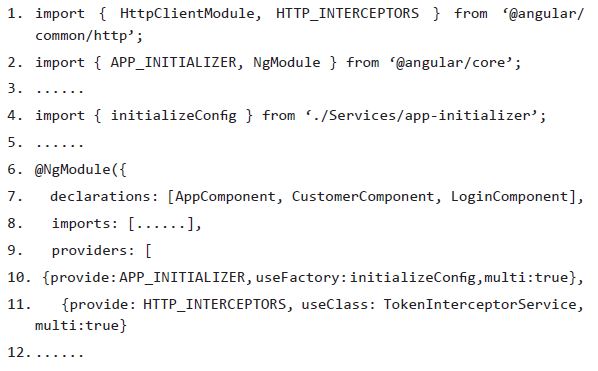 1. import { HttpClientModule, HTTP_INTERCEPTORS } from ‘@angular/
common/http’;
2. import { APP_INITIALIZER, NgModule } from ‘@angular/core’;
3. ......
4. import { initializeConfig } from ‘./Services/app-initializer’;
5. ......
6. @NgModule({
7. declarations: [AppComponent, CustomerComponent, LoginComponent],
8. imports: [......],
9. providers: [
10. {provide:APP_INITIALIZER,useFactory:initializeConfig,multi:true},
11. {provide: HTTP_INTERCEPTORS, useClass: TokenInterceptorService,
multi:true}
12.......